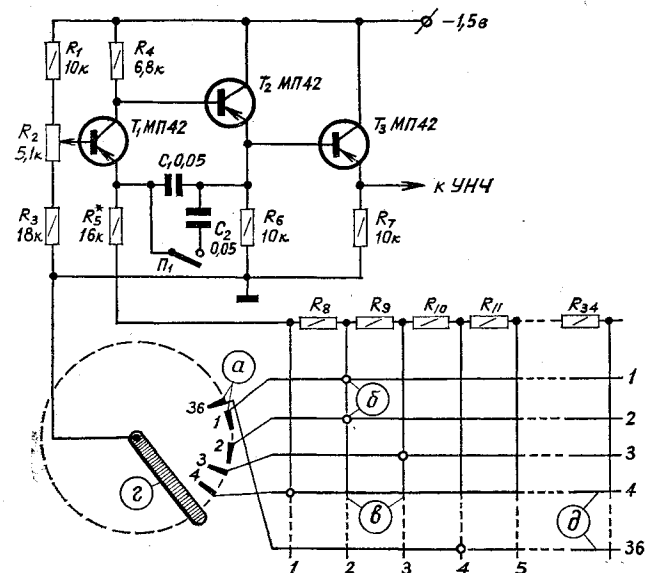 −1,5в
R1
10к
R4
6,8к
T2 МП42
T1 МП42
T3 МП42
R2
5,1к
C1 0,05
к УНЧ
R3
18к
R5*
16к
C2
0,05
П1
R6
10к
R7
10к
R8
R9
R10
R11
R34
а
36
1
2
3
4
б
в
г
д
1
2
3
4
36
1
2
3
4
5